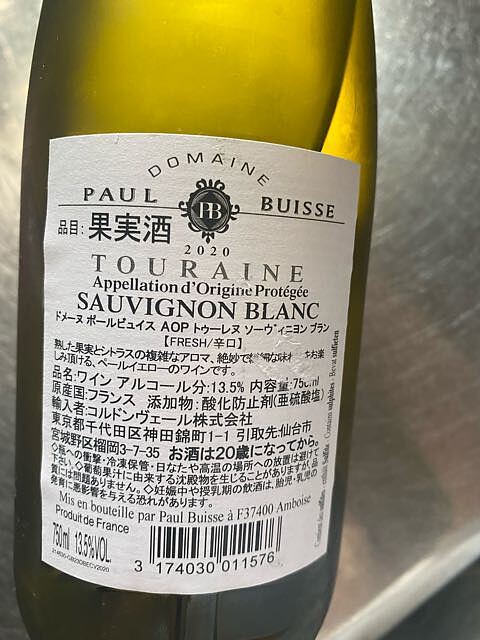 DOMAINE
PAUL PB BUISSE
品目: 果実酒
2020
TOURAINE
Appellation d'Origine Protégée
SAUVIGNON BLANC
ドメーヌ ポールビュイス AOP トゥーレヌ ソーヴィニヨン ブラン
【FRESH/辛口】
熟した果実とシトラスの複雑なアロマ、絶妙で
しみ頂ける、ペールイエローのワインです。
品名:ワイン アルコール分:13.5% 内容量:750ml
原産国:フランス 添加物:酸化防止剤(亜硫酸塩)
輸入者:コルドンヴェール株式会社
東京都千代田区神田錦町1-1 引取先:仙台市
宮城野区榴岡3-7-35 お酒は20歳になってから。
◇瓶への衝撃・冷凍保管・日なたや高温の場所への放置は避けて
下さい。◇葡萄果汁に由来する沈殿物を生じることがありますが、品
質には問題ありません。◇妊娠中や授乳期の飲酒は、胎児・乳児の
発育に悪影響を与える恐れがあります。
Mis en bouteille par Paul Buisse à F37400 Amboise
Produit de France
750ml 13.5%VOL.
3 174030 011576
Contains sulphites